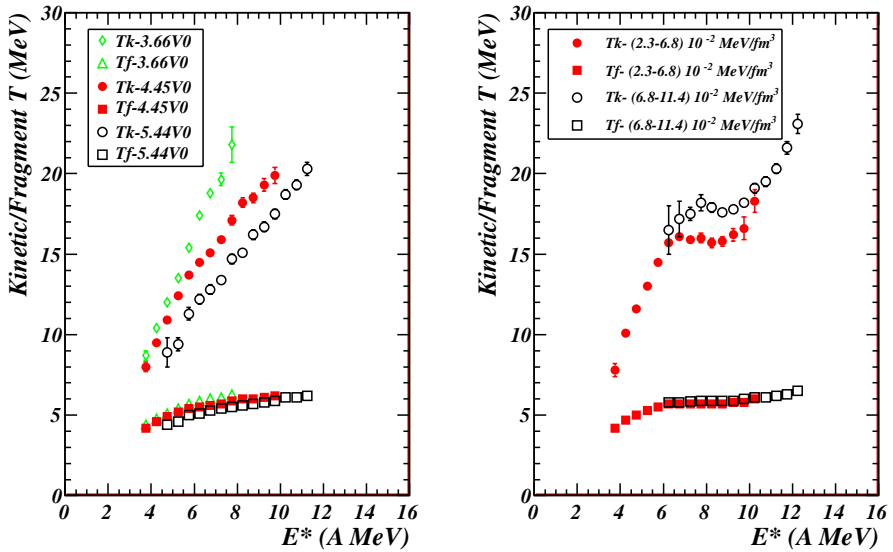 Kinetic/Fragment T (MeV)
30
25
20
15
10
5
0
Tk-3.66V0
Tf-3.66V0
Tk-4.45V0
Tf-4.45V0
Tk-5.44V0
Tf-5.44V0
0 2 4 6 8 10 12 14 16
E* (A MeV)
Kinetic/Fragment T (MeV)
30
25
20
15
10
5
0
Tk- (2.3-6.8) 10⁻² MeV/fm³
Tf- (2.3-6.8) 10⁻² MeV/fm³
Tk- (6.8-11.4) 10⁻² MeV/fm³
Tf- (6.8-11.4) 10⁻² MeV/fm³
0 2 4 6 8 10 12 14 16
E* (A MeV)